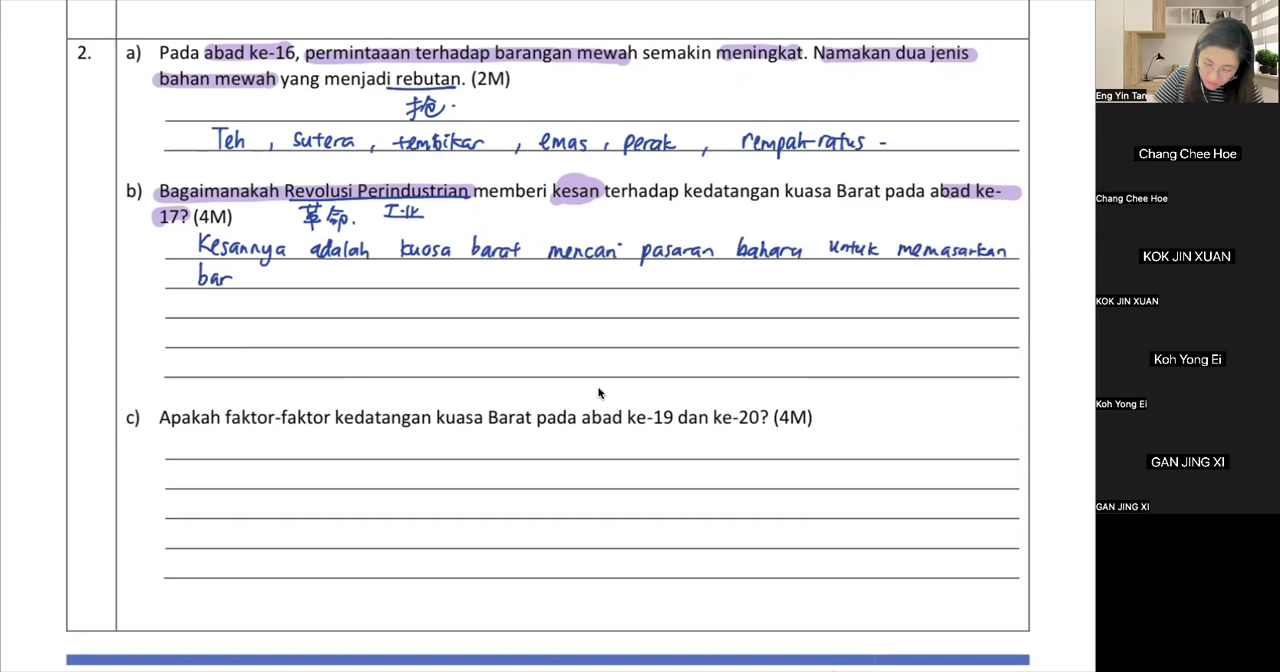 2.
a) Pada abad ke-16, permintaaan terhadap barangan mewah semakin meningkat. Namakan dua jenis
bahan mewah yang menjadi rebutan. (2M)
抢.
Teh, sutera, tembikar, emas, perak, rempah-ratus -
b) Bagaimanakah Revolusi Perindustrian memberi kesan terhadap kedatangan kuasa Barat pada abad ke-
17? (4M)
革命. 工业
Kesannya adalah kuasa barat mencari pasaran baharu untuk memasarkan
bar
c) Apakah faktor-faktor kedatangan kuasa Barat pada abad ke-19 dan ke-20? (4M)
Eng Yin Tan
Chang Chee Hoe
Chang Chee Hoe
KOK JIN XUAN
KOK JIN XUAN
Koh Yong Ei
Koh Yong Ei
GAN JING XI
GAN JING XI